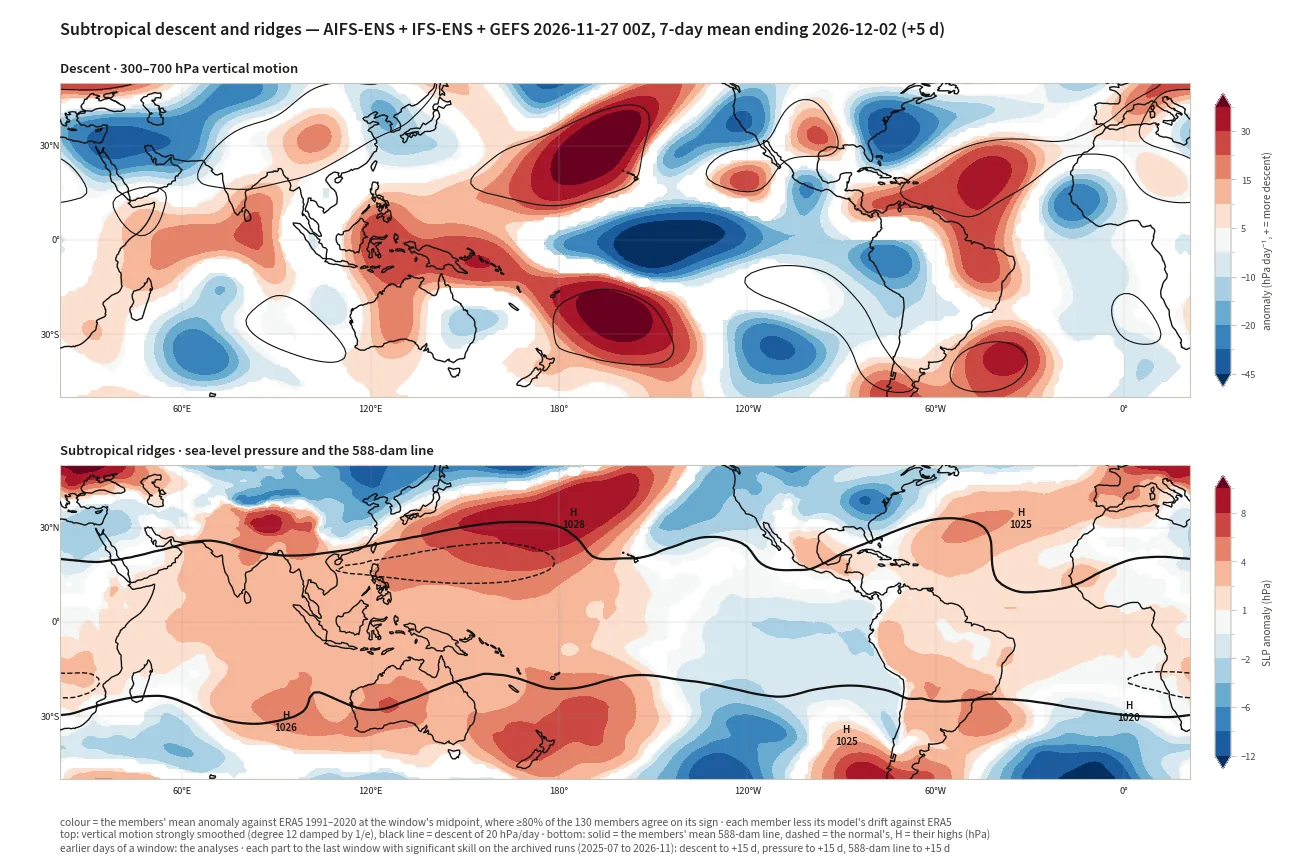 Subtropical descent and ridges — AIFS-ENS + IFS-ENS + GEFS 2026-11-27 00Z, 7-day mean ending 2026-12-02 (+5 d)
Descent · 300–700 hPa vertical motion
30°N
0°
30°S
60°E
120°E
180°
120°W
60°W
0°
30
15
5
−10
−20
−45
anomaly (hPa day⁻¹, + = more descent)
Subtropical ridges · sea-level pressure and the 588-dam line
30°N
0°
30°S
H
1028
H
1025
H
1026
H
1025
H
1020
60°E
120°E
180°
120°W
60°W
0°
8
4
1
−2
−6
−12
SLP anomaly (hPa)
colour = the members' mean anomaly against ERA5 1991–2020 at the window's midpoint, where ≥80% of the 130 members agree on its sign · each member less its model's drift against ERA5
top: vertical motion strongly smoothed (degree 12 damped by 1/e), black line = descent of 20 hPa/day · bottom: solid = the members' mean 588-dam line, dashed = the normal's, H = their highs (hPa)
earlier days of a window: the analyses · each part to the last window with significant skill on the archived runs (2025-07 to 2026-11): descent to +15 d, pressure to +15 d, 588-dam line to +15 d